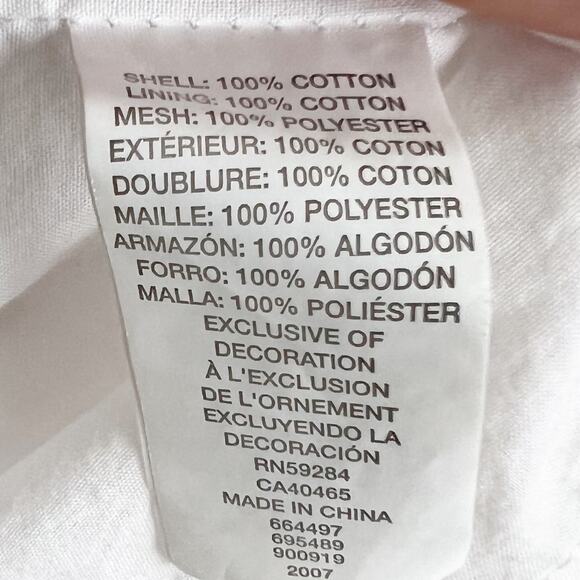 SHELL: 100% COTTON
LINING: 100% COTTON
MESH: 100% POLYESTER
EXTÉRIEUR: 100% COTON
DOUBLURE: 100% COTON
MAILLE: 100% POLYESTER
ARMAZÓN: 100% ALGODÓN
FORRO: 100% ALGODÓN
MALLA: 100% POLIÉSTER
EXCLUSIVE OF
DECORATION
À L'EXCLUSION
DE L'ORNEMENT
EXCLUYENDO LA
DECORACIÓN
RN59284
CA40465
MADE IN CHINA
664497
695489
900919
2007